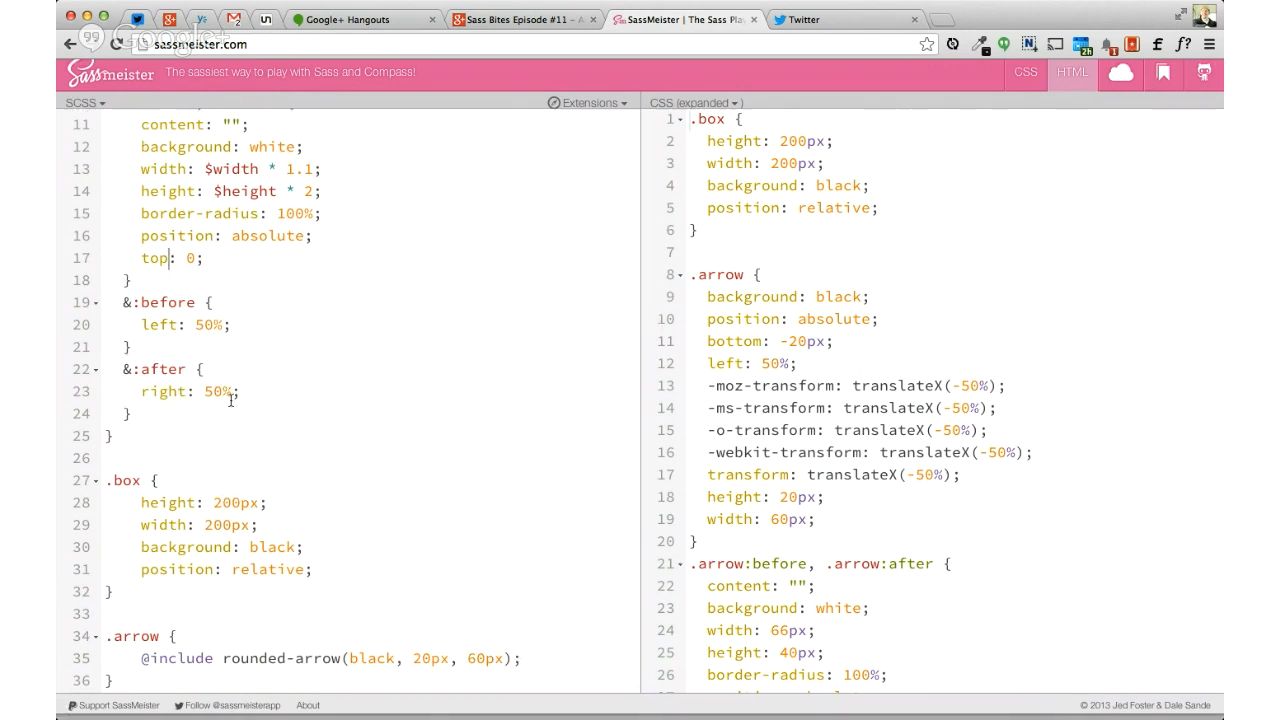 Google+ Hangouts
Sass Bites Episode #11 – A
SassMeister | The Sass Pla
Twitter
Google+
sassmeister.com
2h
1
f
f?
SassMeister
The sassiest way to play with Sass and Compass!
CSS
HTML
SCSS
Extensions
CSS (expanded)
11 content: "";
12 background: white;
13 width: $width * 1.1;
14 height: $height * 2;
15 border-radius: 100%;
16 position: absolute;
17 top: 0;
18 }
19 &:before {
20 left: 50%;
21 }
22 &:after {
23 right: 50%;
24 }
25 }
26
27 .box {
28 height: 200px;
29 width: 200px;
30 background: black;
31 position: relative;
32 }
33
34 .arrow {
35 @include rounded-arrow(black, 20px, 60px);
36 }
1 .box {
2 height: 200px;
3 width: 200px;
4 background: black;
5 position: relative;
6 }
7
8 .arrow {
9 background: black;
10 position: absolute;
11 bottom: -20px;
12 left: 50%;
13 -moz-transform: translateX(-50%);
14 -ms-transform: translateX(-50%);
15 -o-transform: translateX(-50%);
16 -webkit-transform: translateX(-50%);
17 transform: translateX(-50%);
18 height: 20px;
19 width: 60px;
20 }
21 .arrow:before, .arrow:after {
22 content: "";
23 background: white;
24 width: 66px;
25 height: 40px;
26 border-radius: 100%;
Support SassMeister
Follow @sassmeisterapp
About
© 2013 Jed Foster & Dale Sande